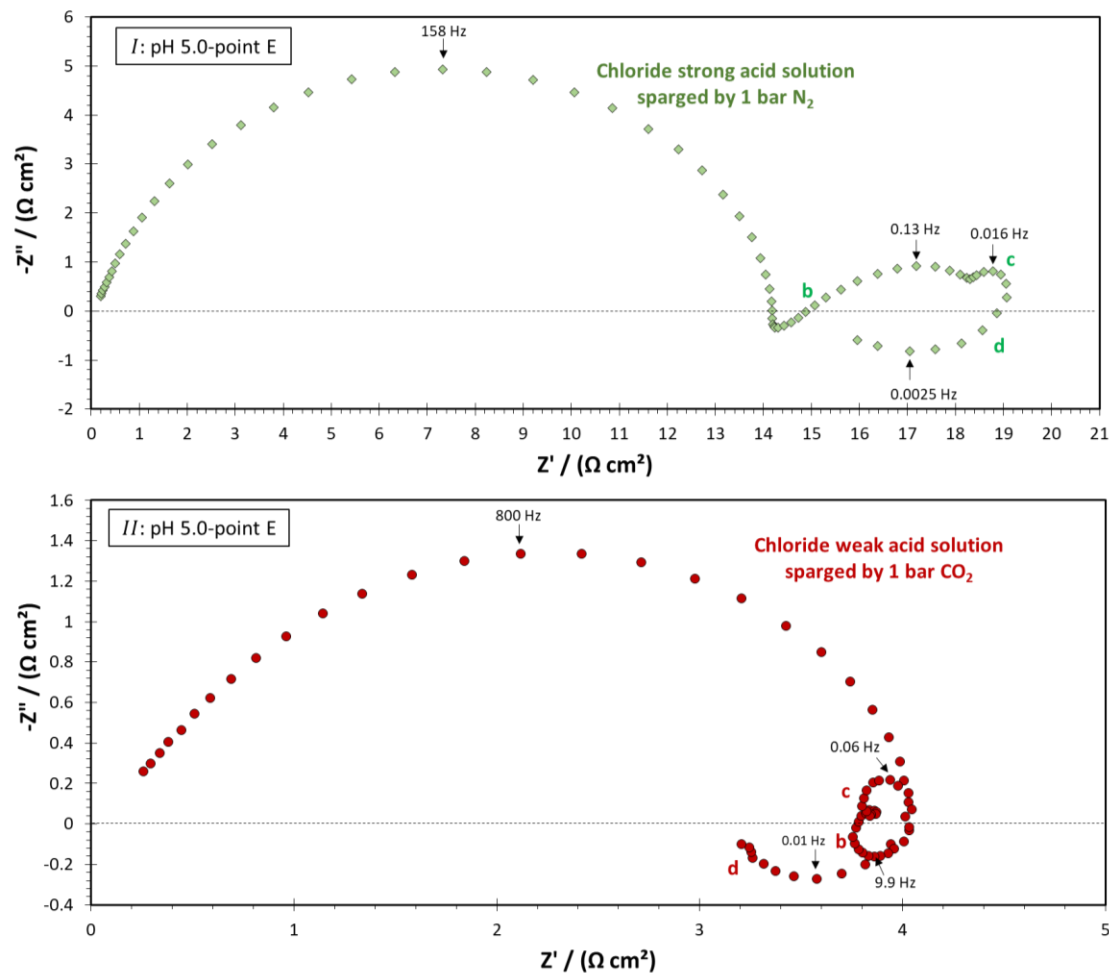 6
5
4
3
2
1
0
-1
-2
-Z'' / (Ω cm²)
I: pH 5.0-point E
158 Hz
Chloride strong acid solution
sparged by 1 bar N₂
0.13 Hz
0.016 Hz
c
b
d
0.0025 Hz
0 1 2 3 4 5 6 7 8 9 10 11 12 13 14 15 16 17 18 19 20 21
Z' / (Ω cm²)
1.6
1.4
1.2
1
0.8
0.6
0.4
0.2
0
-0.2
-0.4
-Z'' / (Ω cm²)
II: pH 5.0-point E
800 Hz
Chloride weak acid solution
sparged by 1 bar CO₂
0.06 Hz
c
b
0.01 Hz
d
9.9 Hz
0 1 2 3 4 5
Z' / (Ω cm²)